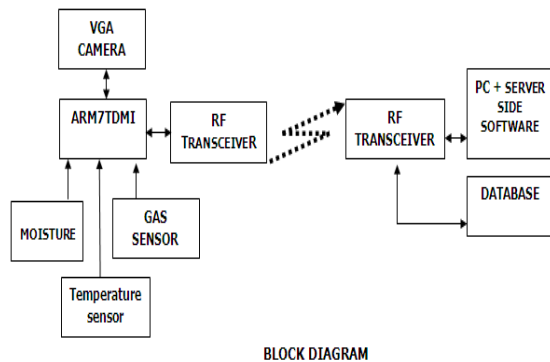 VGA
CAMERA
ARM7TDMI
RF
TRANSCEIVER
RF
TRANSCEIVER
PC + SERVER
SIDE
SOFTWARE
DATABASE
MOISTURE
GAS
SENSOR
Temperature
sensor
BLOCK DIAGRAM